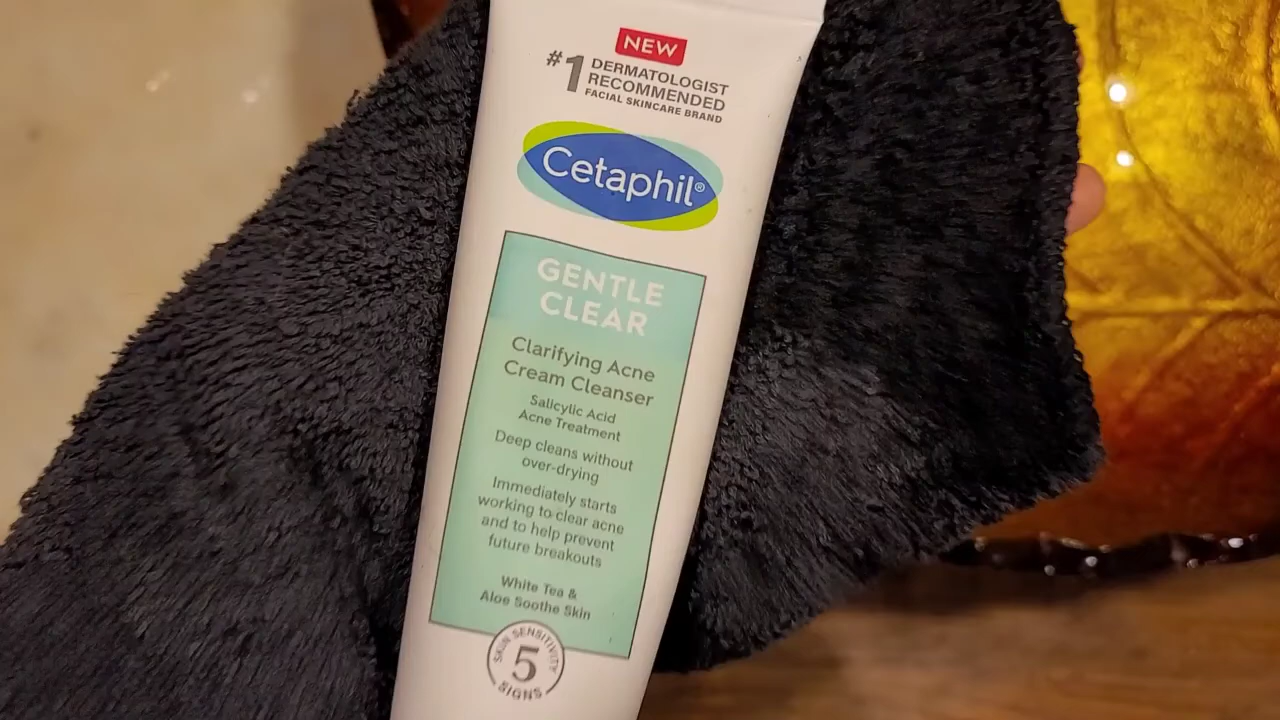 NEW
#1 DERMATOLOGIST
RECOMMENDED
FACIAL SKINCARE BRAND
Cetaphil®
GENTLE
CLEAR
Clarifying Acne
Cream Cleanser
Salicylic Acid
Acne Treatment
Deep cleans without
over-drying
Immediately starts
working to clear acne
and to help prevent
future breakouts
White Tea &
Aloe Soothe Skin
SKIN SENSITIVITY
5
SIGNS